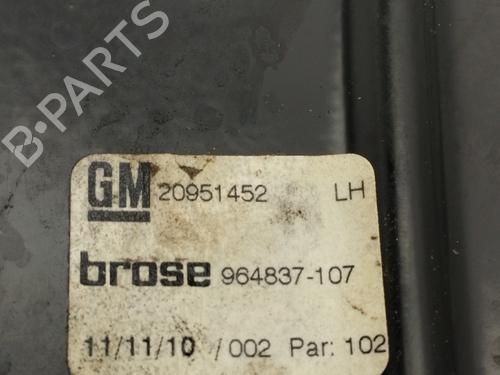 B-PARTS
GM 20951452 LH
brose 964837-107
11/11/10 /002 Par: 102